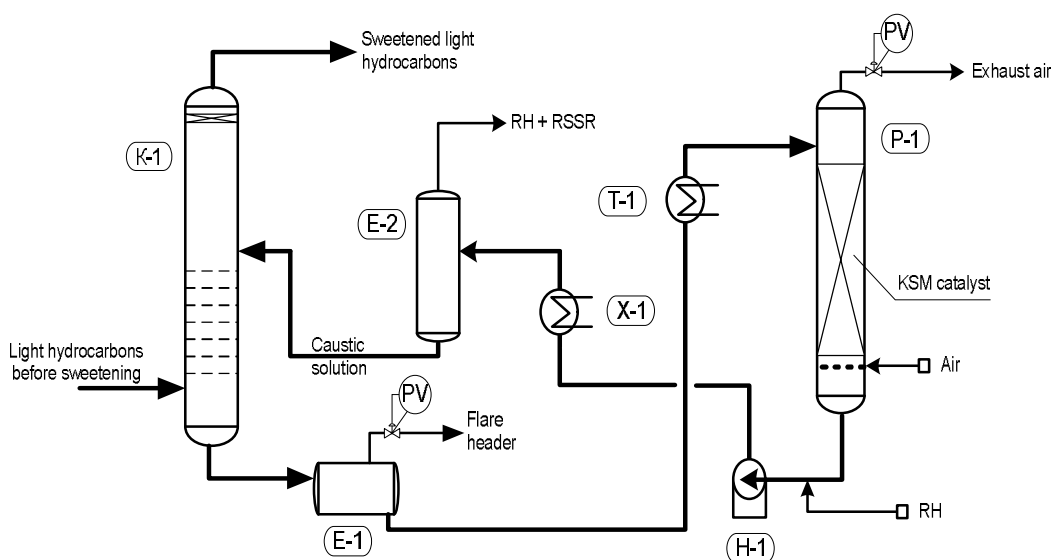 Sweetened light
hydrocarbons
PV
Exhaust air
K-1
P-1
RH + RSSR
T-1
E-2
KSM catalyst
X-1
Light hydrocarbons
before sweetening
Caustic
solution
Air
PV
Flare
header
RH
E-1
H-1